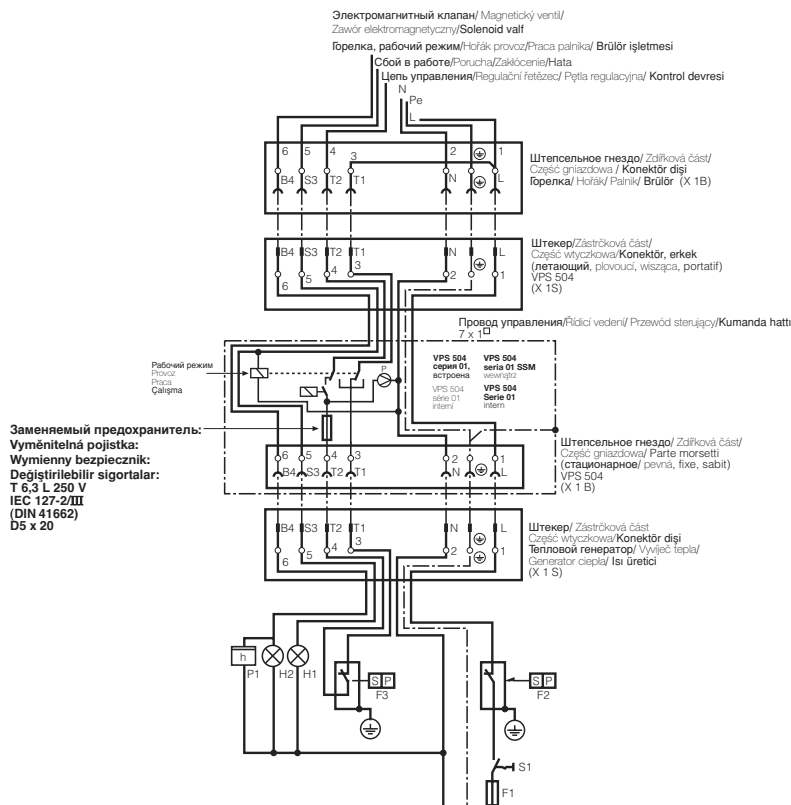 Электромагнитный клапан/ Magnetický ventil/
Zawór elektromagnetyczny/Solenoid valf
Горелка, рабочий режим/Hořák provoz/Praca palnika/ Brülör işletmesi
Сбой в работе/Porucha/Zakłócenie/Hata
Цепь управления/Regulační řetězec/ Pętla regulacyjna/ Kontrol devresi
N
Pe
L
6 5 4 3 2 1
B4 S3 T2 T1 N L
Штепсельное гнездо/ Zdířková část/
Część gniazdowa / Konektör dişi
Горелка/ Hořák/ Palnik/ Brülör (X 1B)
B4 S3 T2 T1 N L
6 5 4 3 2 1
Штекер/Zástrčková část/
Część wtyczkowa/Konektör, erkek
(летающий, plovoucí, wisząca, portatif)
VPS 504
(X 1S)
Провод управления/Řídicí vedení/ Przewód sterujący/Kumanda hattı
7 x 1
Рабочий режим
Provoz
Praca
Çalışma
P
VPS 504
серия 01,
встроена
VPS 504
seria 01 SSM
wewnątrz
VPS 504
série 01
interni
VPS 504
Serie 01
intern
Заменяемый предохранитель:
Vyměnitelná pojistka:
Wymienny bezpiecznik:
Değiştirilebilir sigortalar:
T 6,3 L 250 V
IEC 127-2/III
(DIN 41662)
D5 x 20
6 5 4 3 2 1
B4 S3 T2 T1 N L
Штепсельное гнездо/ Zdířková část/
Część gniazdowa/ Parte morsetti
(стационарное/ pevná, fixe, sabit)
VPS 504
(X 1 B)
B4 S3 T2 T1 N L
6 5 4 3 2 1
Штекер/ Zástrčková část
Część wtyczkowa/Konektör dişi
Тепловой генератор/ Vyvíječ tepla/
Generator ciepła/ Isı üretici
(X 1 S)
h
P1 H2 H1
S P
F3
S P
F2
S1
F1